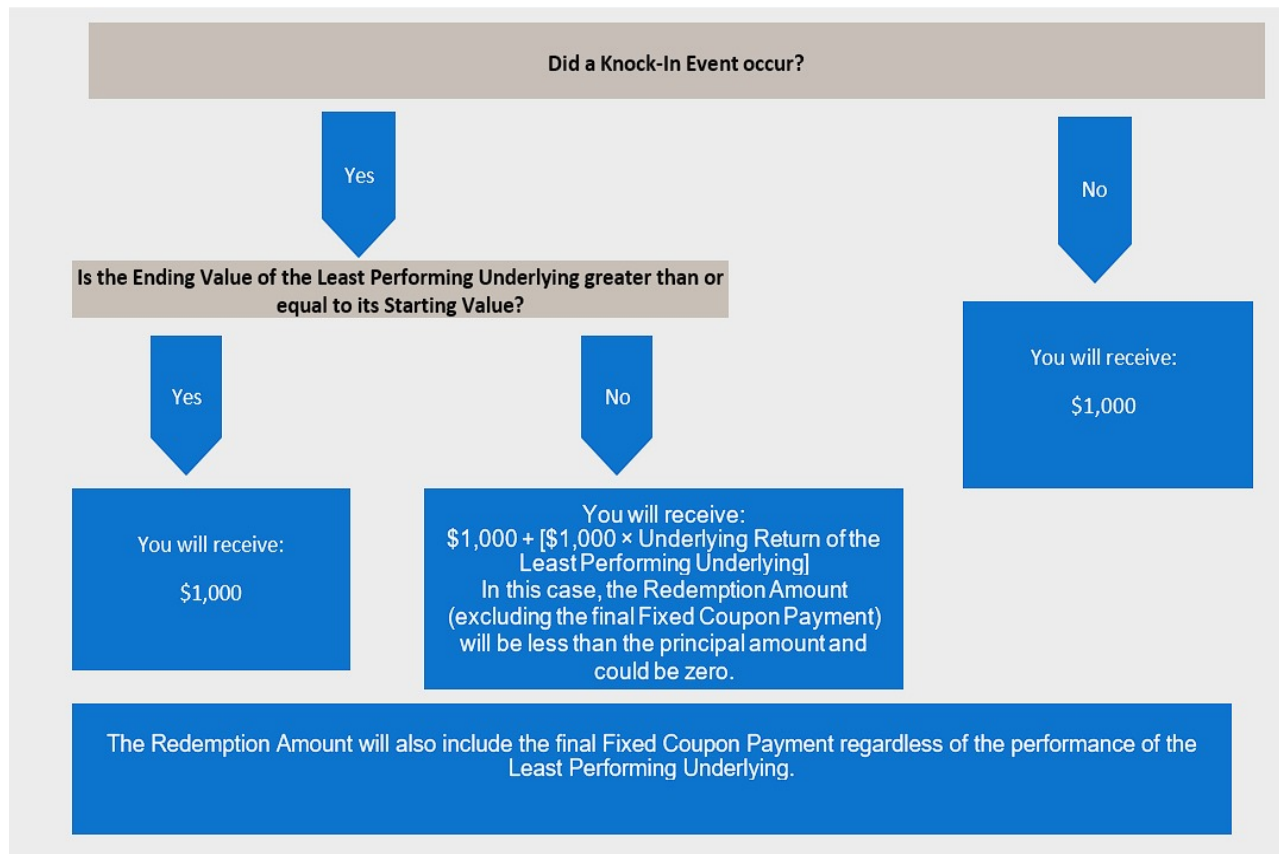 Did a Knock-In Event occur?
Yes
No
Is the Ending Value of the Least Performing Underlying greater than or
equal to its Starting Value?
You will receive:
$1,000
Yes
No
You will receive:
$1,000
You will receive:
$1,000 + [$1,000 × Underlying Return of the
Least Performing Underlying]
In this case, the Redemption Amount
(excluding the final Fixed Coupon Payment)
will be less than the principal amount and
could be zero.
The Redemption Amount will also include the final Fixed Coupon Payment regardless of the performance of the
Least Performing Underlying.